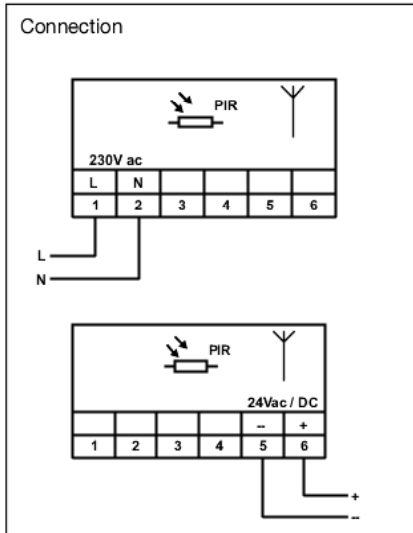 Connection
PIR
230V ac
L N
1 2 3 4 5 6
L
N
PIR
24Vac / DC
-- +
1 2 3 4 5 6
+
--